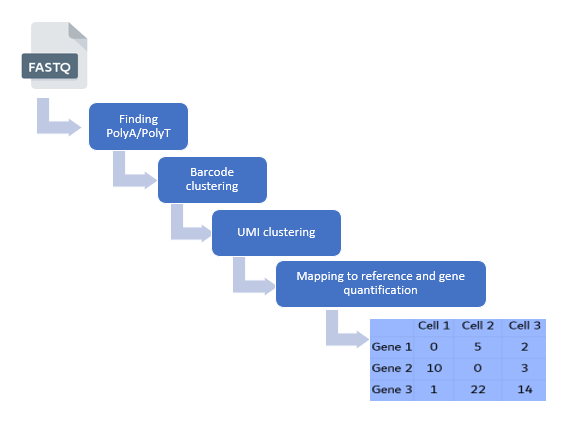 FASTQ
Finding
PolyA/PolyT
Barcode
clustering
UMI clustering
Mapping to reference and gene
quantification
Cell 1 Cell 2 Cell 3
Gene 1 0 5 2
Gene 2 10 0 3
Gene 3 1 22 14